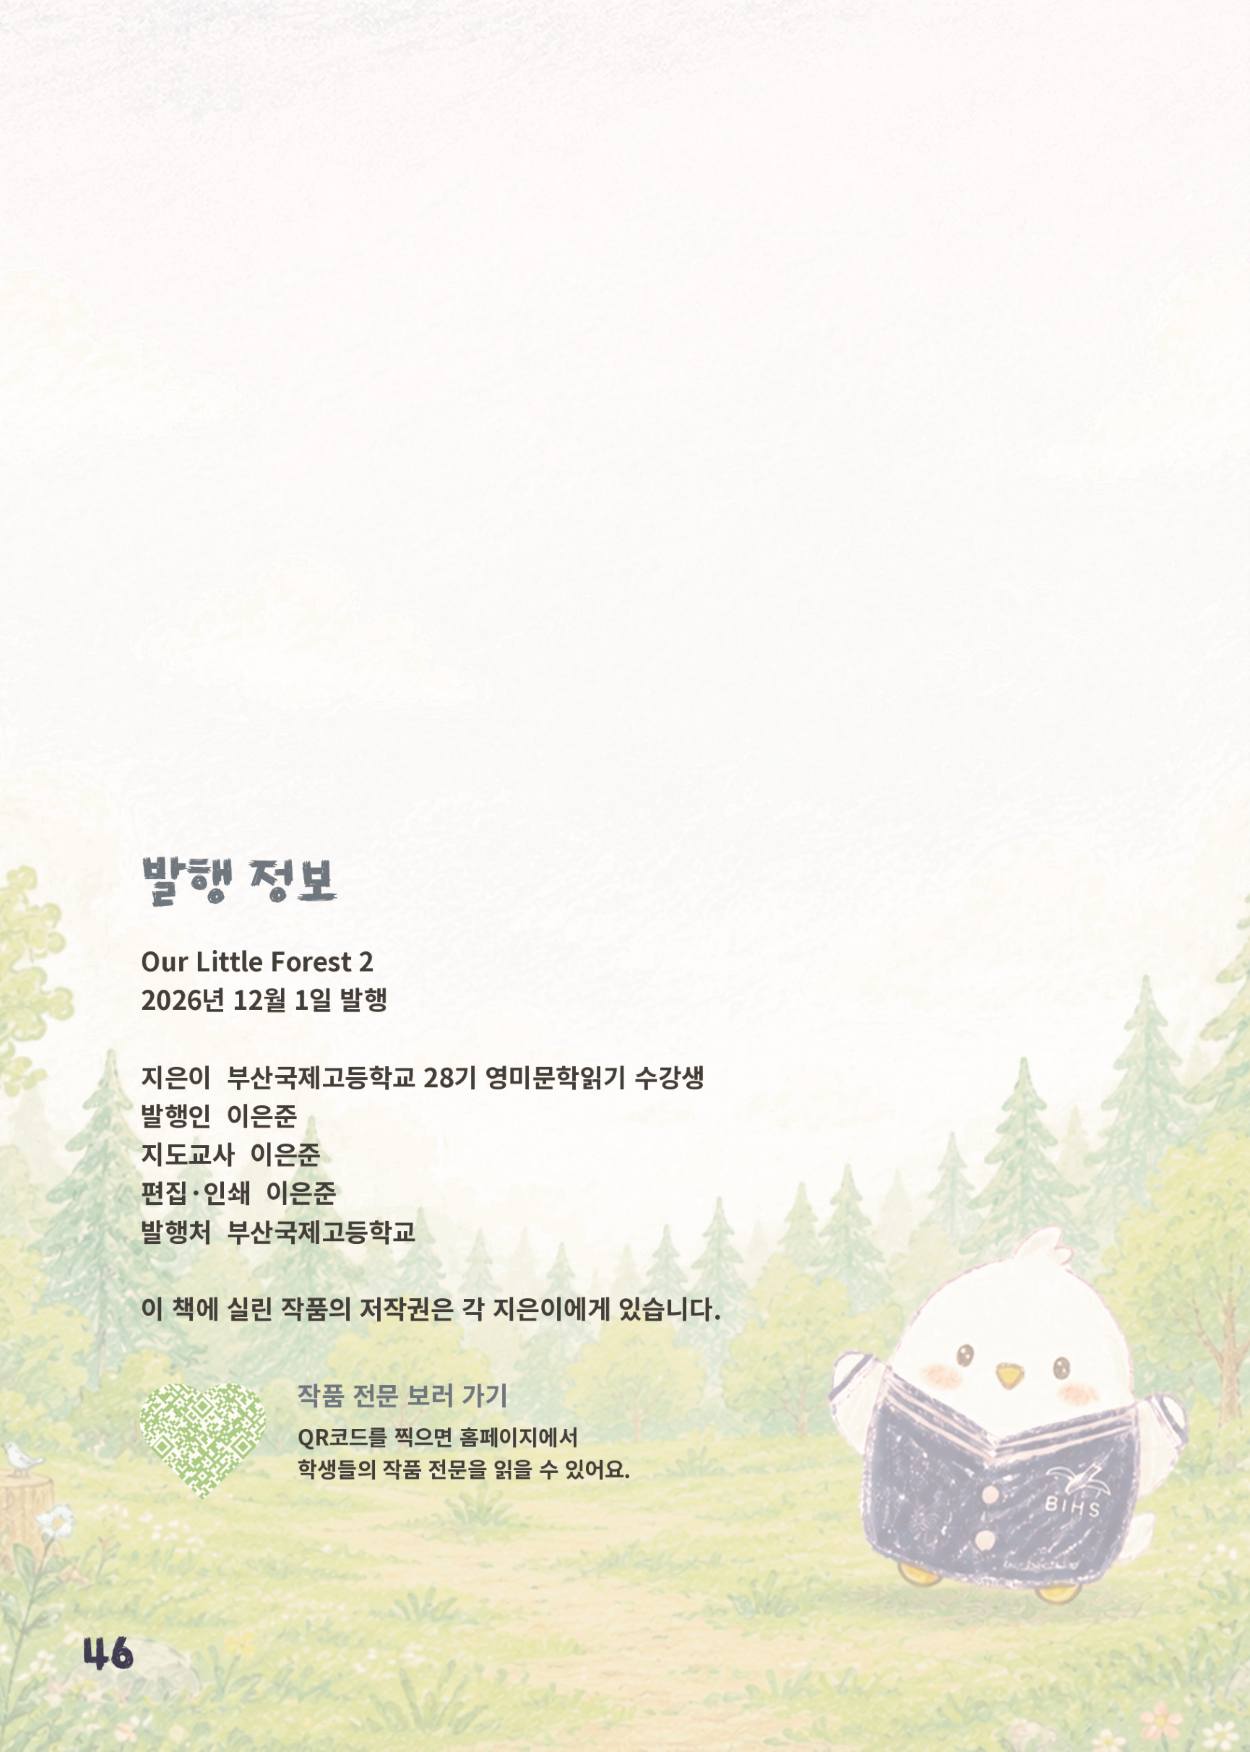 발행 정보
Our Little Forest 2
2026년 12월 1일 발행
지은이 부산국제고등학교 28기 영미문학읽기 수강생
발행인 이은준
지도교사 이은준
편집·인쇄 이은준
발행처 부산국제고등학교
이 책에 실린 작품의 저작권은 각 지은이에게 있습니다.
작품 전문 보러 가기
QR코드를 찍으면 홈페이지에서
학생들의 작품 전문을 읽을 수 있어요.
BIHS
46